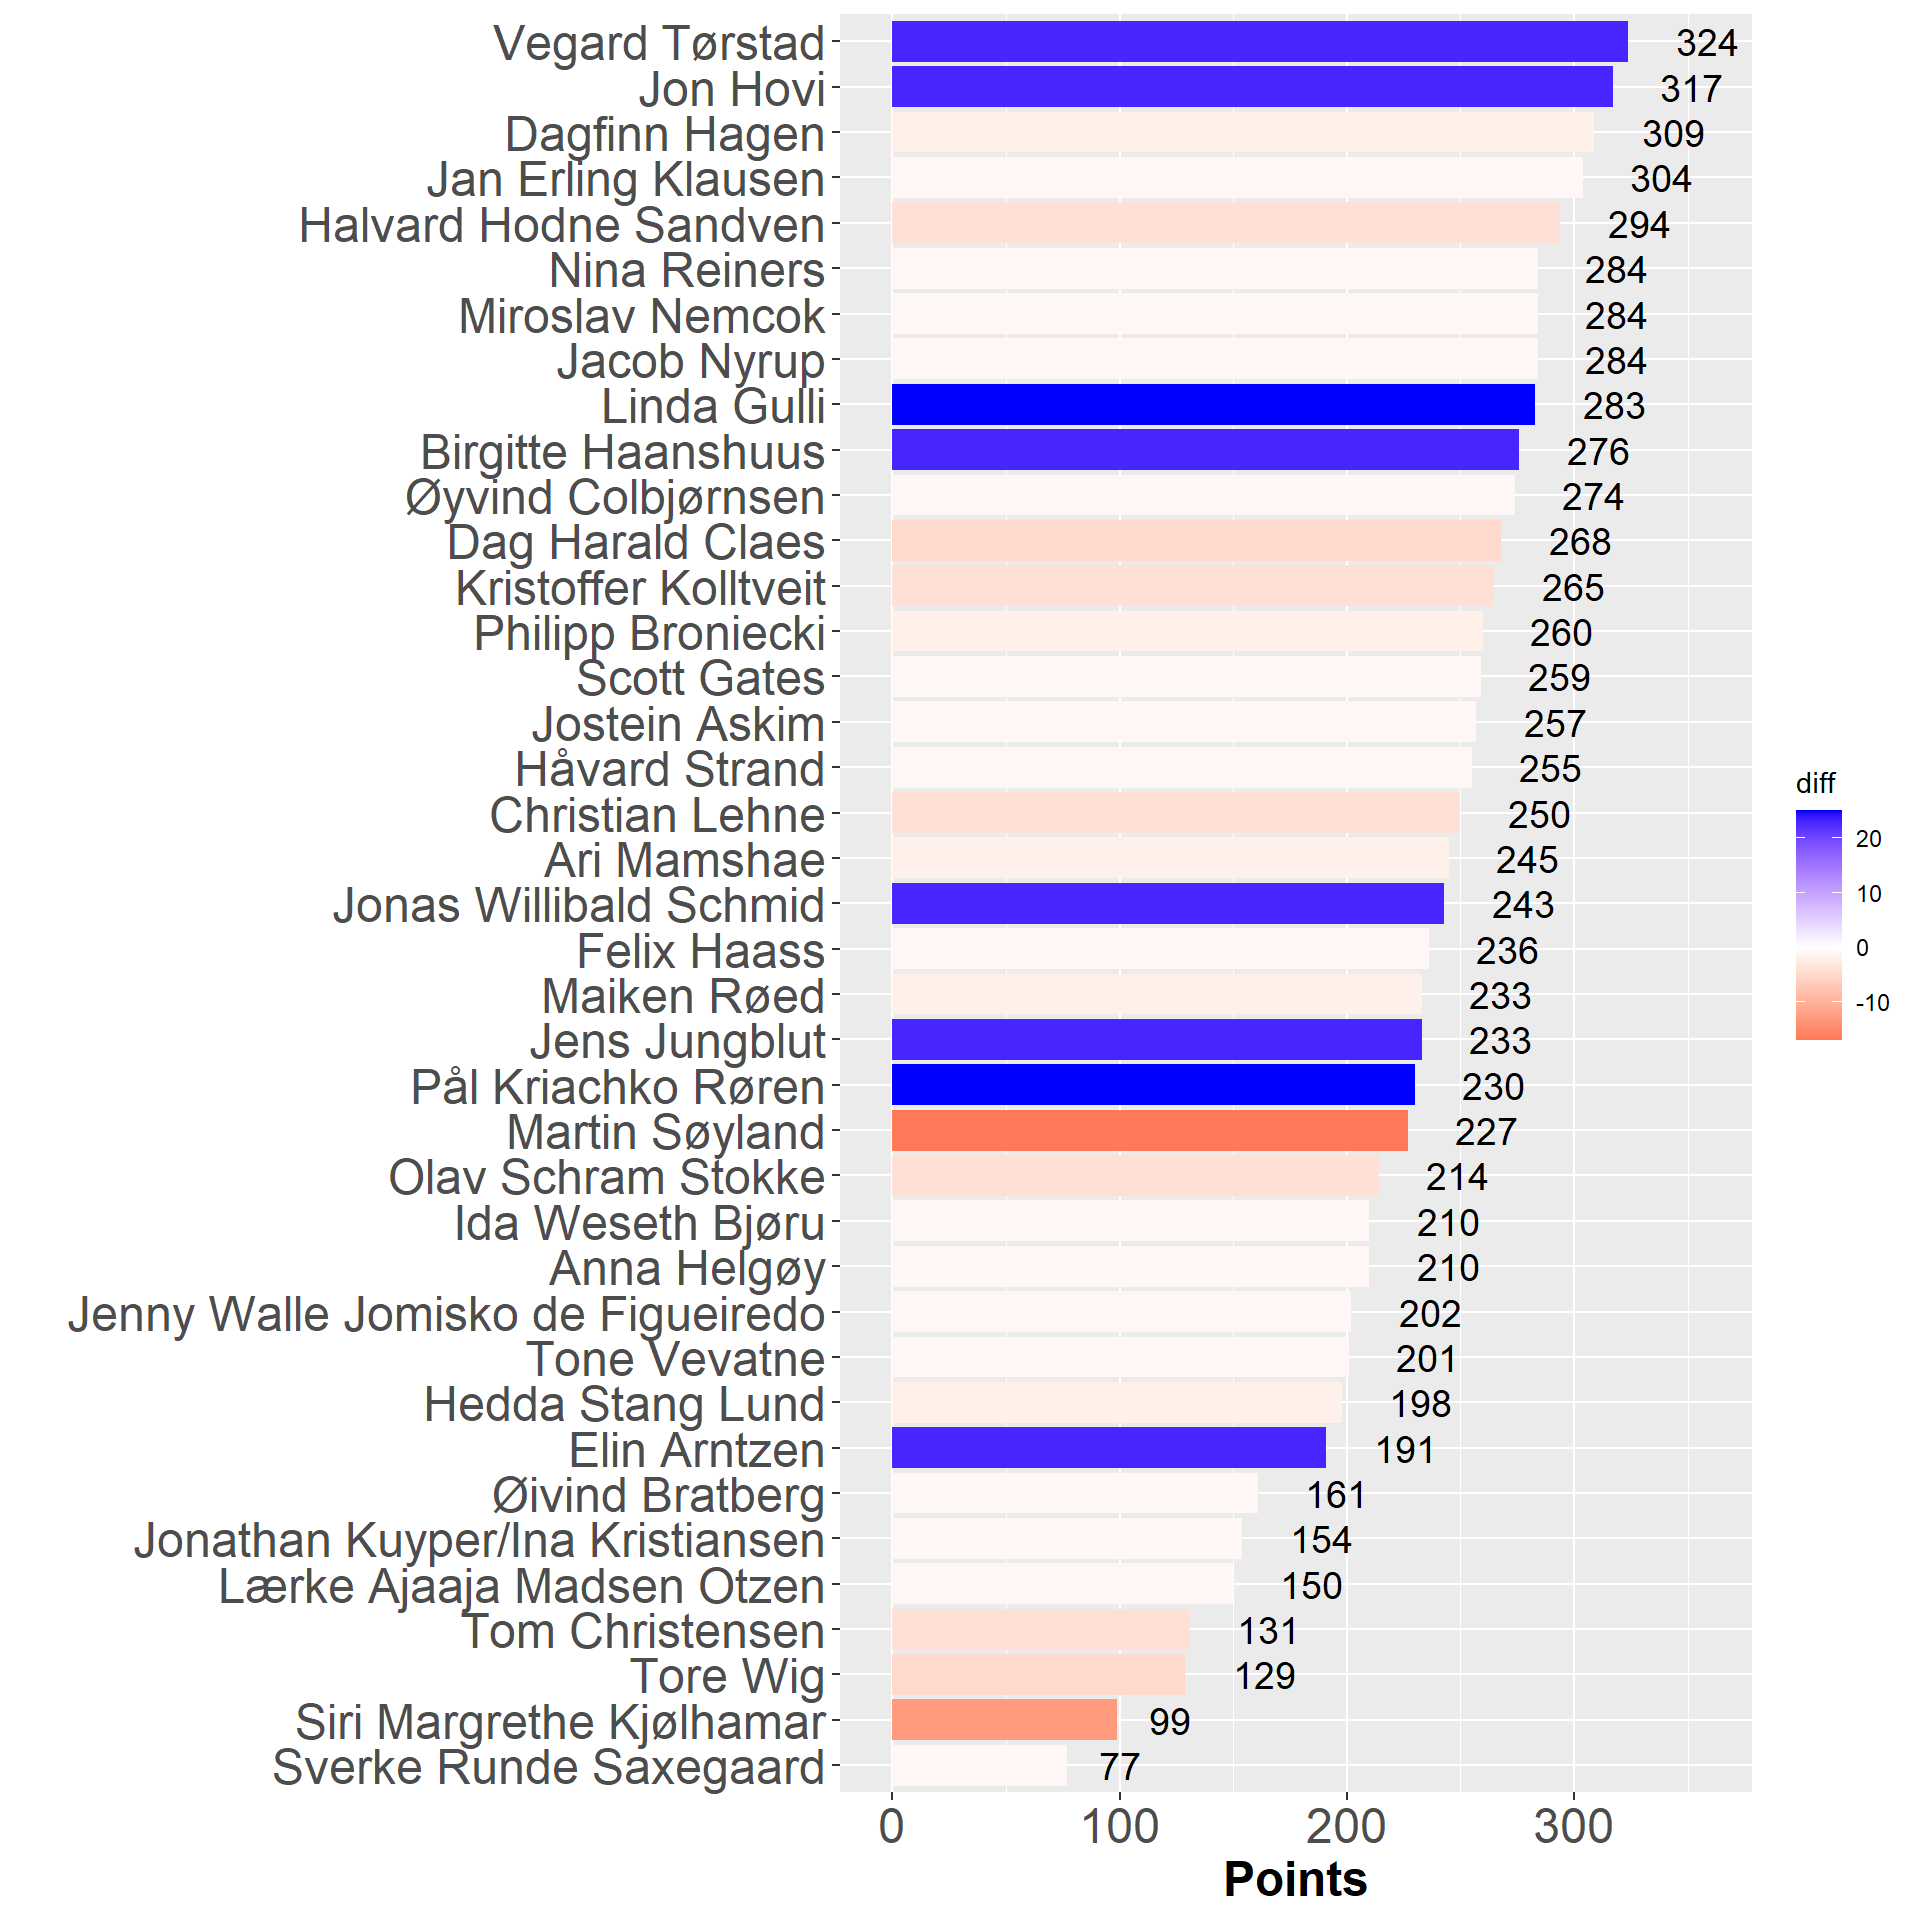 Vegard Tørstad 324
Jon Hovi 317
Dagfinn Hagen 309
Jan Erling Klausen 304
Halvard Hodne Sandven 294
Nina Reiners 284
Miroslav Nemcok 284
Jacob Nyrup 284
Linda Gulli 283
Birgitte Haanshuus 276
Øyvind Colbjørnsen 274
Dag Harald Claes 268
Kristoffer Kolltveit 265
Philipp Broniecki 260
Scott Gates 259
Jostein Askim 257
Håvard Strand 255
Christian Lehne 250
Ari Mamshae 245
Jonas Willibald Schmid 243
Felix Haass 236
Maiken Røed 233
Jens Jungblut 233
Pål Kriachko Røren 230
Martin Søyland 227
Olav Schram Stokke 214
Ida Weseth Bjøru 210
Anna Helgøy 210
Jenny Walle Jomisko de Figueiredo 202
Tone Vevatne 201
Hedda Stang Lund 198
Elin Arntzen 191
Øivind Bratberg 161
Jonathan Kuyper/Ina Kristiansen 154
Lærke Ajaaja Madsen Otzen 150
Tom Christensen 131
Tore Wig 129
Siri Margrethe Kjølhamar 99
Sverke Runde Saxegaard 77
0 100 200 300
Points
diff
20
10
0
-10